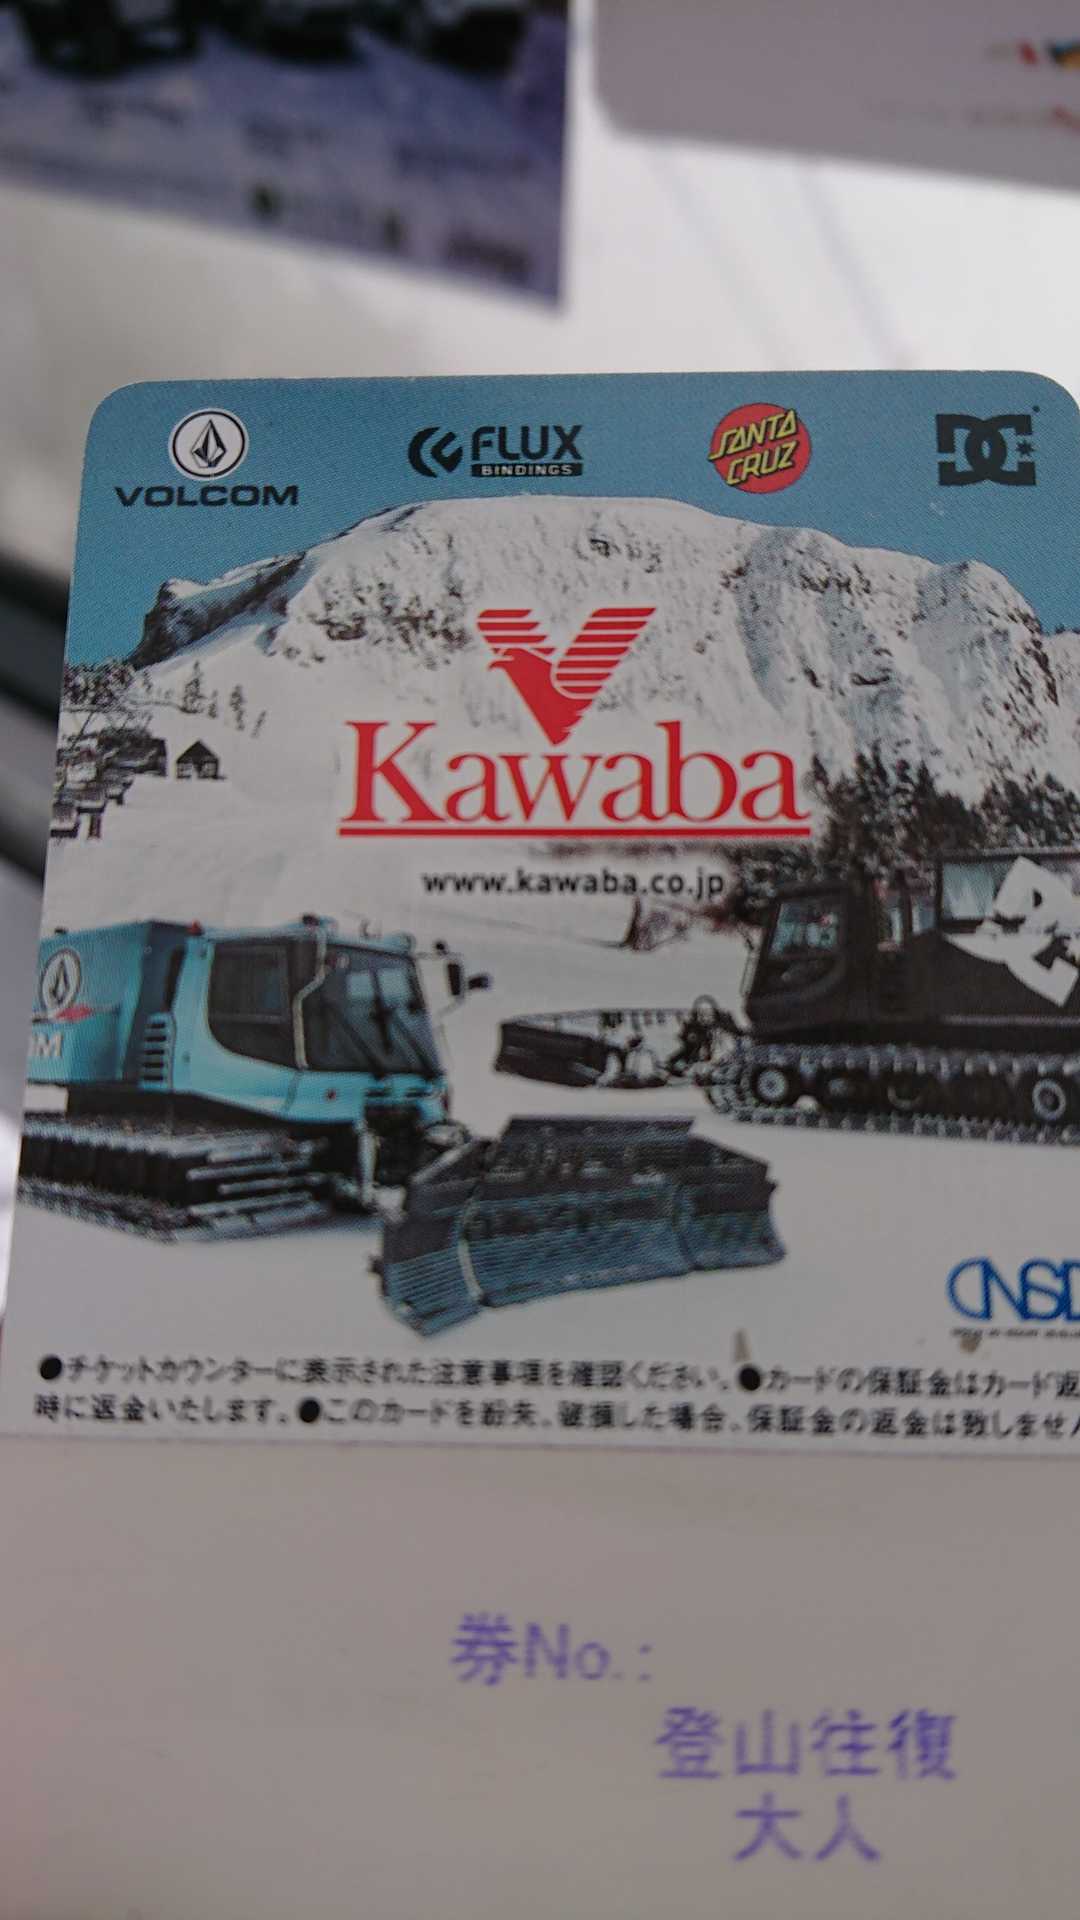 VOLCOM
FLUX
BINDINGS
SANTA
CRUZ
DC
Kawaba
www.kawaba.co.jp
OM
●チケットカウンターに表示された注意事項を確認ください。●カードの保証金はカード返
時に返金いたします。●このカードを紛失、破損した場合、保証金の返金は致しません
券No.:
登山往復
大人